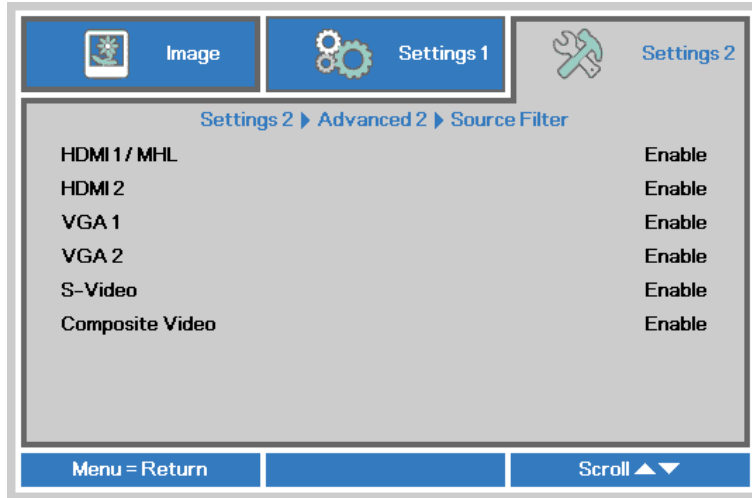 Image Settings 1 Settings 2
Settings 2 ▶ Advanced 2 ▶ Source Filter
HDMI 1 / MHL Enable
HDMI 2 Enable
VGA 1 Enable
VGA 2 Enable
S-Video Enable
Composite Video Enable
Menu = Return Scroll ▲▼